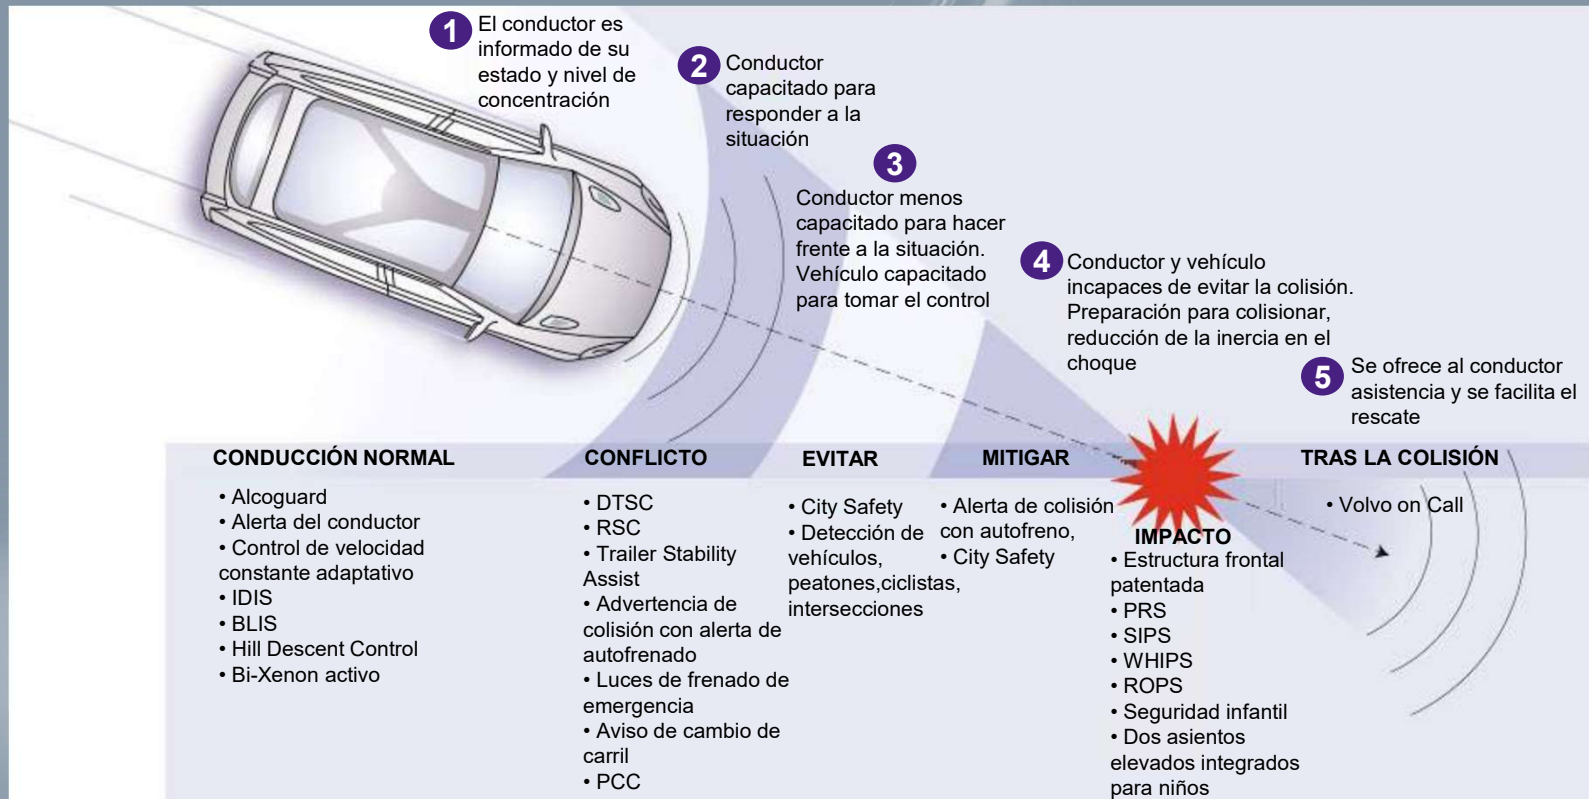 1
El conductor es
informado de su
estado y nivel de
concentración
2
Conductor
capacitado para
responder a la
situación
3
Conductor menos
capacitado para hacer
frente a la situación.
Vehículo capacitado
para tomar el control
4
Conductor y vehículo
incapaces de evitar la colisión.
Preparación para colisionar,
reducción de la inercia en el
choque
5
Se ofrece al conductor
asistencia y se facilita el
rescate
CONDUCCIÓN NORMAL
• Alcoguard
• Alerta del conductor
• Control de velocidad
constante adaptativo
• IDIS
• BLIS
• Hill Descent Control
• Bi-Xenon activo
CONFLICTO
• DTSC
• RSC
• Trailer Stability
Assist
• Advertencia de
colisión con alerta de
autofrenado
• Luces de frenado de
emergencia
• Aviso de cambio de
carril
• PCC
EVITAR
• City Safety
• Detección de
vehículos,
peatones,ciclistas,
intersecciones
MITIGAR
• Alerta de colisión
con autofreno,
• City Safety
IMPACTO
• Estructura frontal
patentada
• PRS
• SIPS
• WHIPS
• ROPS
• Seguridad infantil
• Dos asientos
elevados integrados
para niños
TRAS LA COLISIÓN
• Volvo on Call